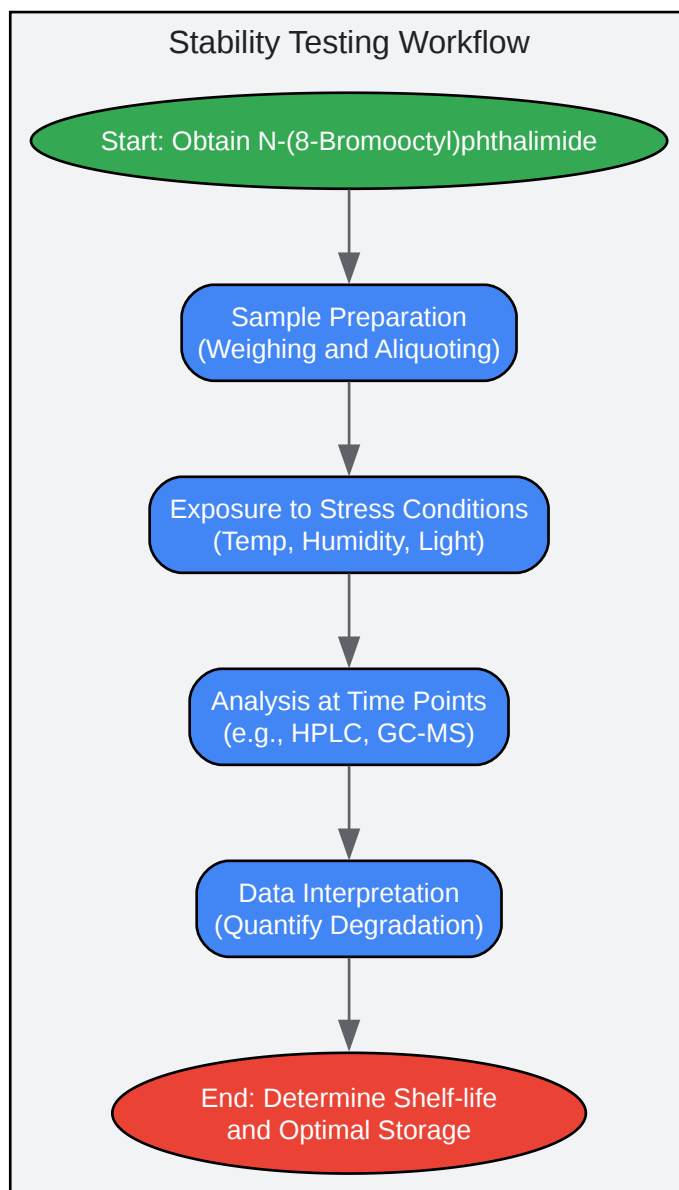 Stability Testing Workflow
Start: Obtain N-(8-Bromooctyl)phthalimide
Sample Preparation
(Weighing and Aliquoting)
Exposure to Stress Conditions
(Temp, Humidity, Light)
Analysis at Time Points
(e.g., HPLC, GC-MS)
Data Interpretation
(Quantify Degradation)
End: Determine Shelf-life
and Optimal Storage